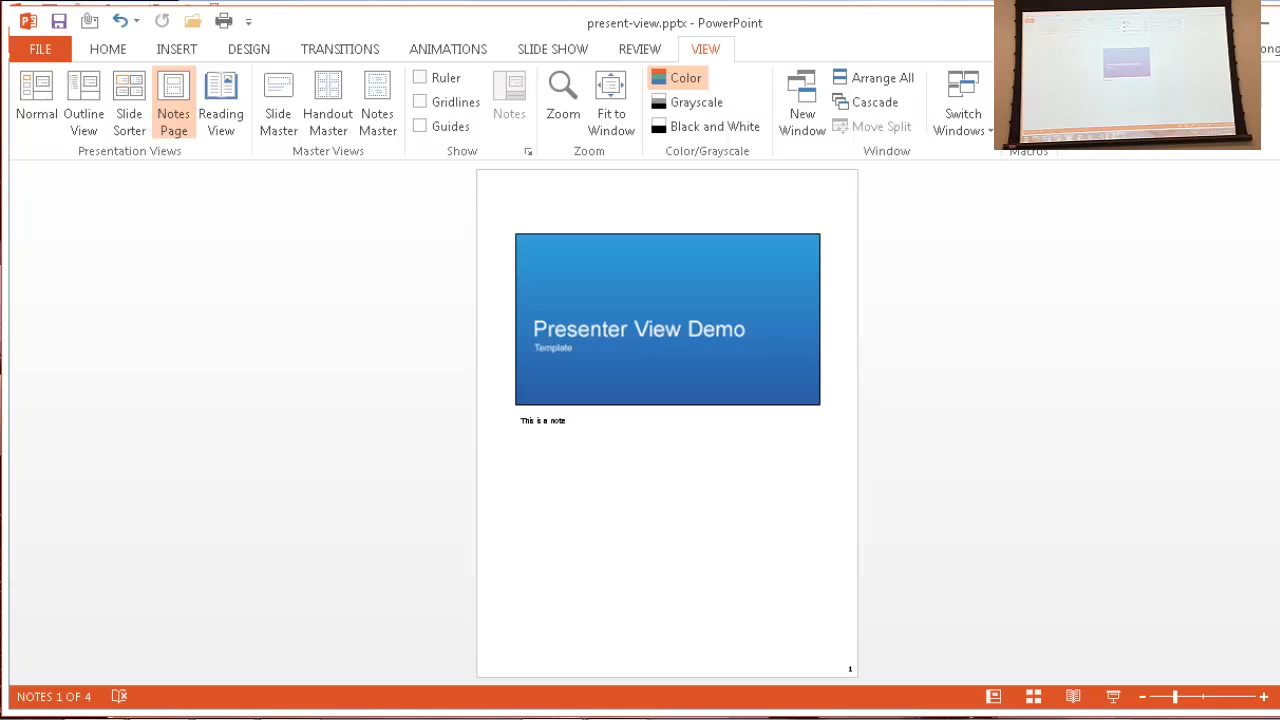 present-view.pptx - PowerPoint
FILE HOME INSERT DESIGN TRANSITIONS ANIMATIONS SLIDE SHOW REVIEW VIEW
Normal
Outline View
Slide Sorter
Notes Page
Reading View
Presentation Views
Slide Master
Handout Master
Notes Master
Ruler
Gridlines
Guides
Notes
Show
Zoom
Fit to Window
Zoom
Color
Grayscale
Black and White
Color/Grayscale
New Window
Arrange All
Cascade
Move Split
Window
Switch Windows
Macros
Presenter View Demo
Template
This is a note
1
NOTES 1 OF 4